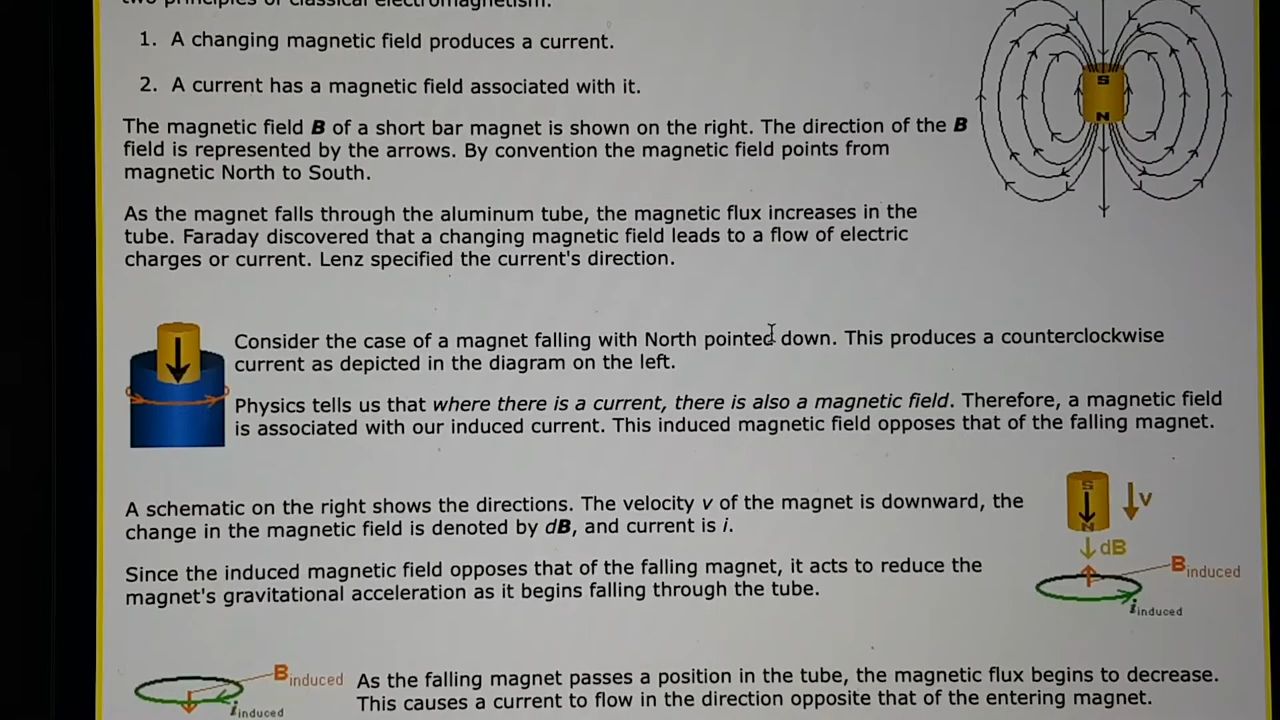 two principles of classical electromagnetism.
1. A changing magnetic field produces a current.
2. A current has a magnetic field associated with it.
The magnetic field B of a short bar magnet is shown on the right. The direction of the B
field is represented by the arrows. By convention the magnetic field points from
magnetic North to South.
S
N
As the magnet falls through the aluminum tube, the magnetic flux increases in the
tube. Faraday discovered that a changing magnetic field leads to a flow of electric
charges or current. Lenz specified the current's direction.
Consider the case of a magnet falling with North pointed down. This produces a counterclockwise
current as depicted in the diagram on the left.
Physics tells us that where there is a current, there is also a magnetic field. Therefore, a magnetic field
is associated with our induced current. This induced magnetic field opposes that of the falling magnet.
A schematic on the right shows the directions. The velocity v of the magnet is downward, the
change in the magnetic field is denoted by dB, and current is i.
S
N
v
dB
B induced
i induced
Since the induced magnetic field opposes that of the falling magnet, it acts to reduce the
magnet's gravitational acceleration as it begins falling through the tube.
B induced
i induced
As the falling magnet passes a position in the tube, the magnetic flux begins to decrease.
This causes a current to flow in the direction opposite that of the entering magnet.